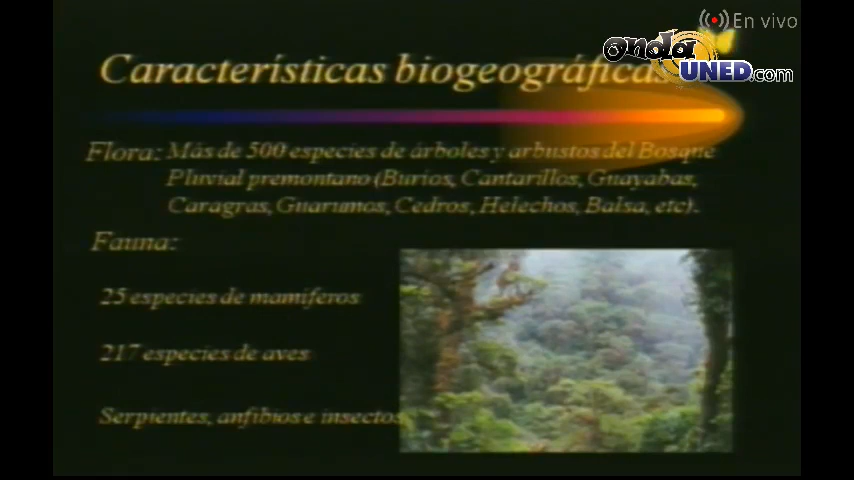 En vivo
onda
UNED.com
Características biogeográficas
Flora: Más de 500 especies de árboles y arbustos del Bosque
Pluvial premontano (Burios, Cantarillos, Guayabas,
Caragras, Guarumos, Cedros, Helechos, Balsa, etc).
Fauna:
25 especies de mamíferos
217 especies de aves
Serpientes, anfibios e insectos